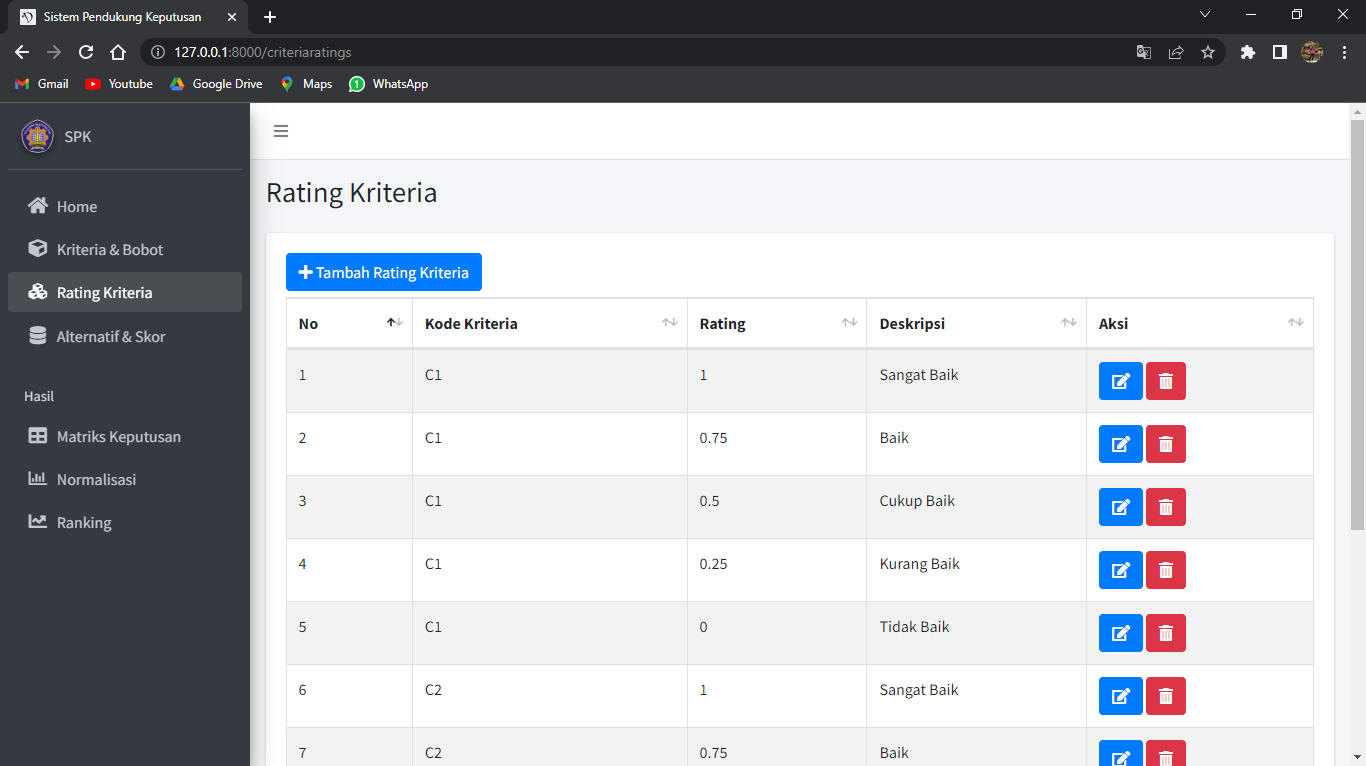 Sistem Pendukung Keputusan
127.0.0.1:8000/criteriaratings
Gmail Youtube Google Drive Maps 1 WhatsApp
SPK
Home
Kriteria & Bobot
Rating Kriteria
Alternatif & Skor
Hasil
Matriks Keputusan
Normalisasi
Ranking
Rating Kriteria
Tambah Rating Kriteria
No Kode Kriteria Rating Deskripsi Aksi
1 C1 1 Sangat Baik
2 C1 0.75 Baik
3 C1 0.5 Cukup Baik
4 C1 0.25 Kurang Baik
5 C1 0 Tidak Baik
6 C2 1 Sangat Baik
7 C2 0.75 Baik